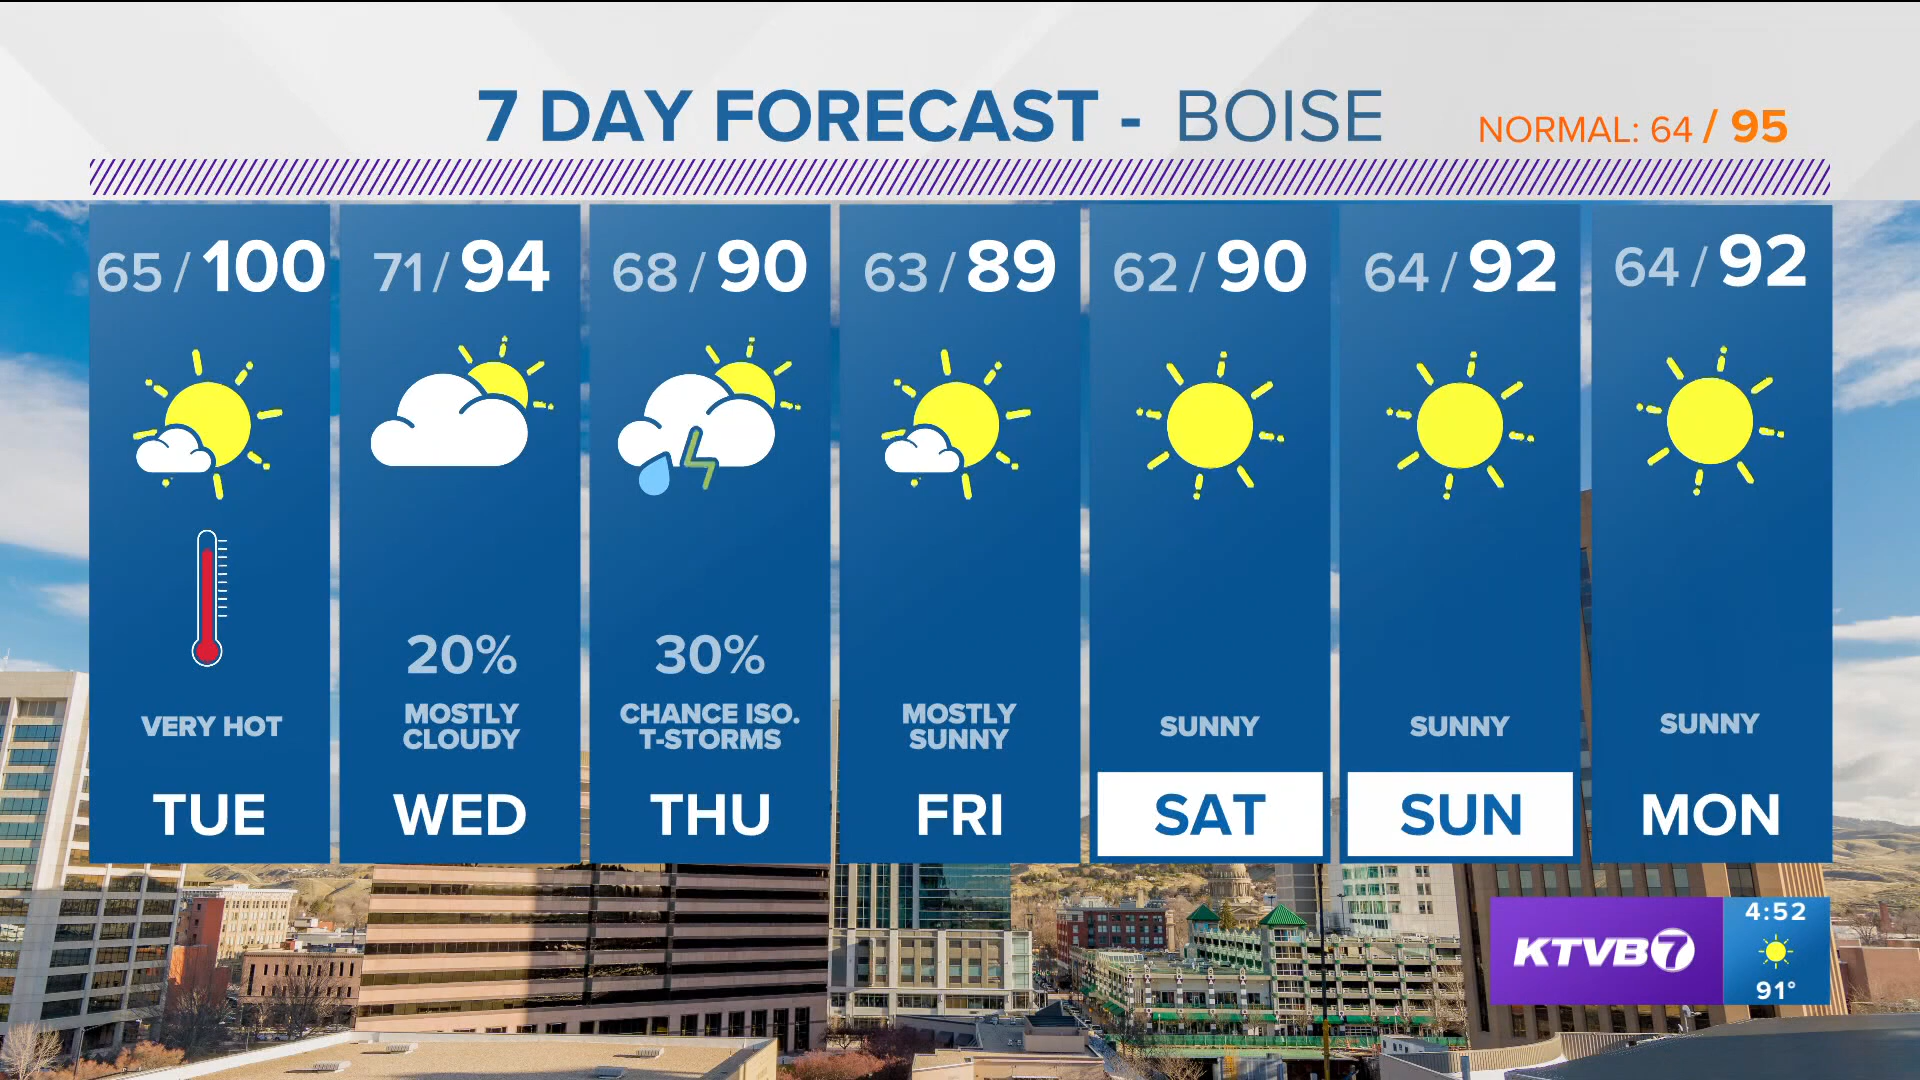 7 DAY FORECAST - BOISE
NORMAL: 64 / 95
65 / 100
VERY HOT
TUE
71 / 94
20%
MOSTLY
CLOUDY
WED
68 / 90
30%
CHANCE ISO.
T-STORMS
THU
63 / 89
MOSTLY
SUNNY
FRI
62 / 90
SUNNY
SAT
64 / 92
SUNNY
SUN
64 / 92
SUNNY
MON
KTVB7
4:52
91°